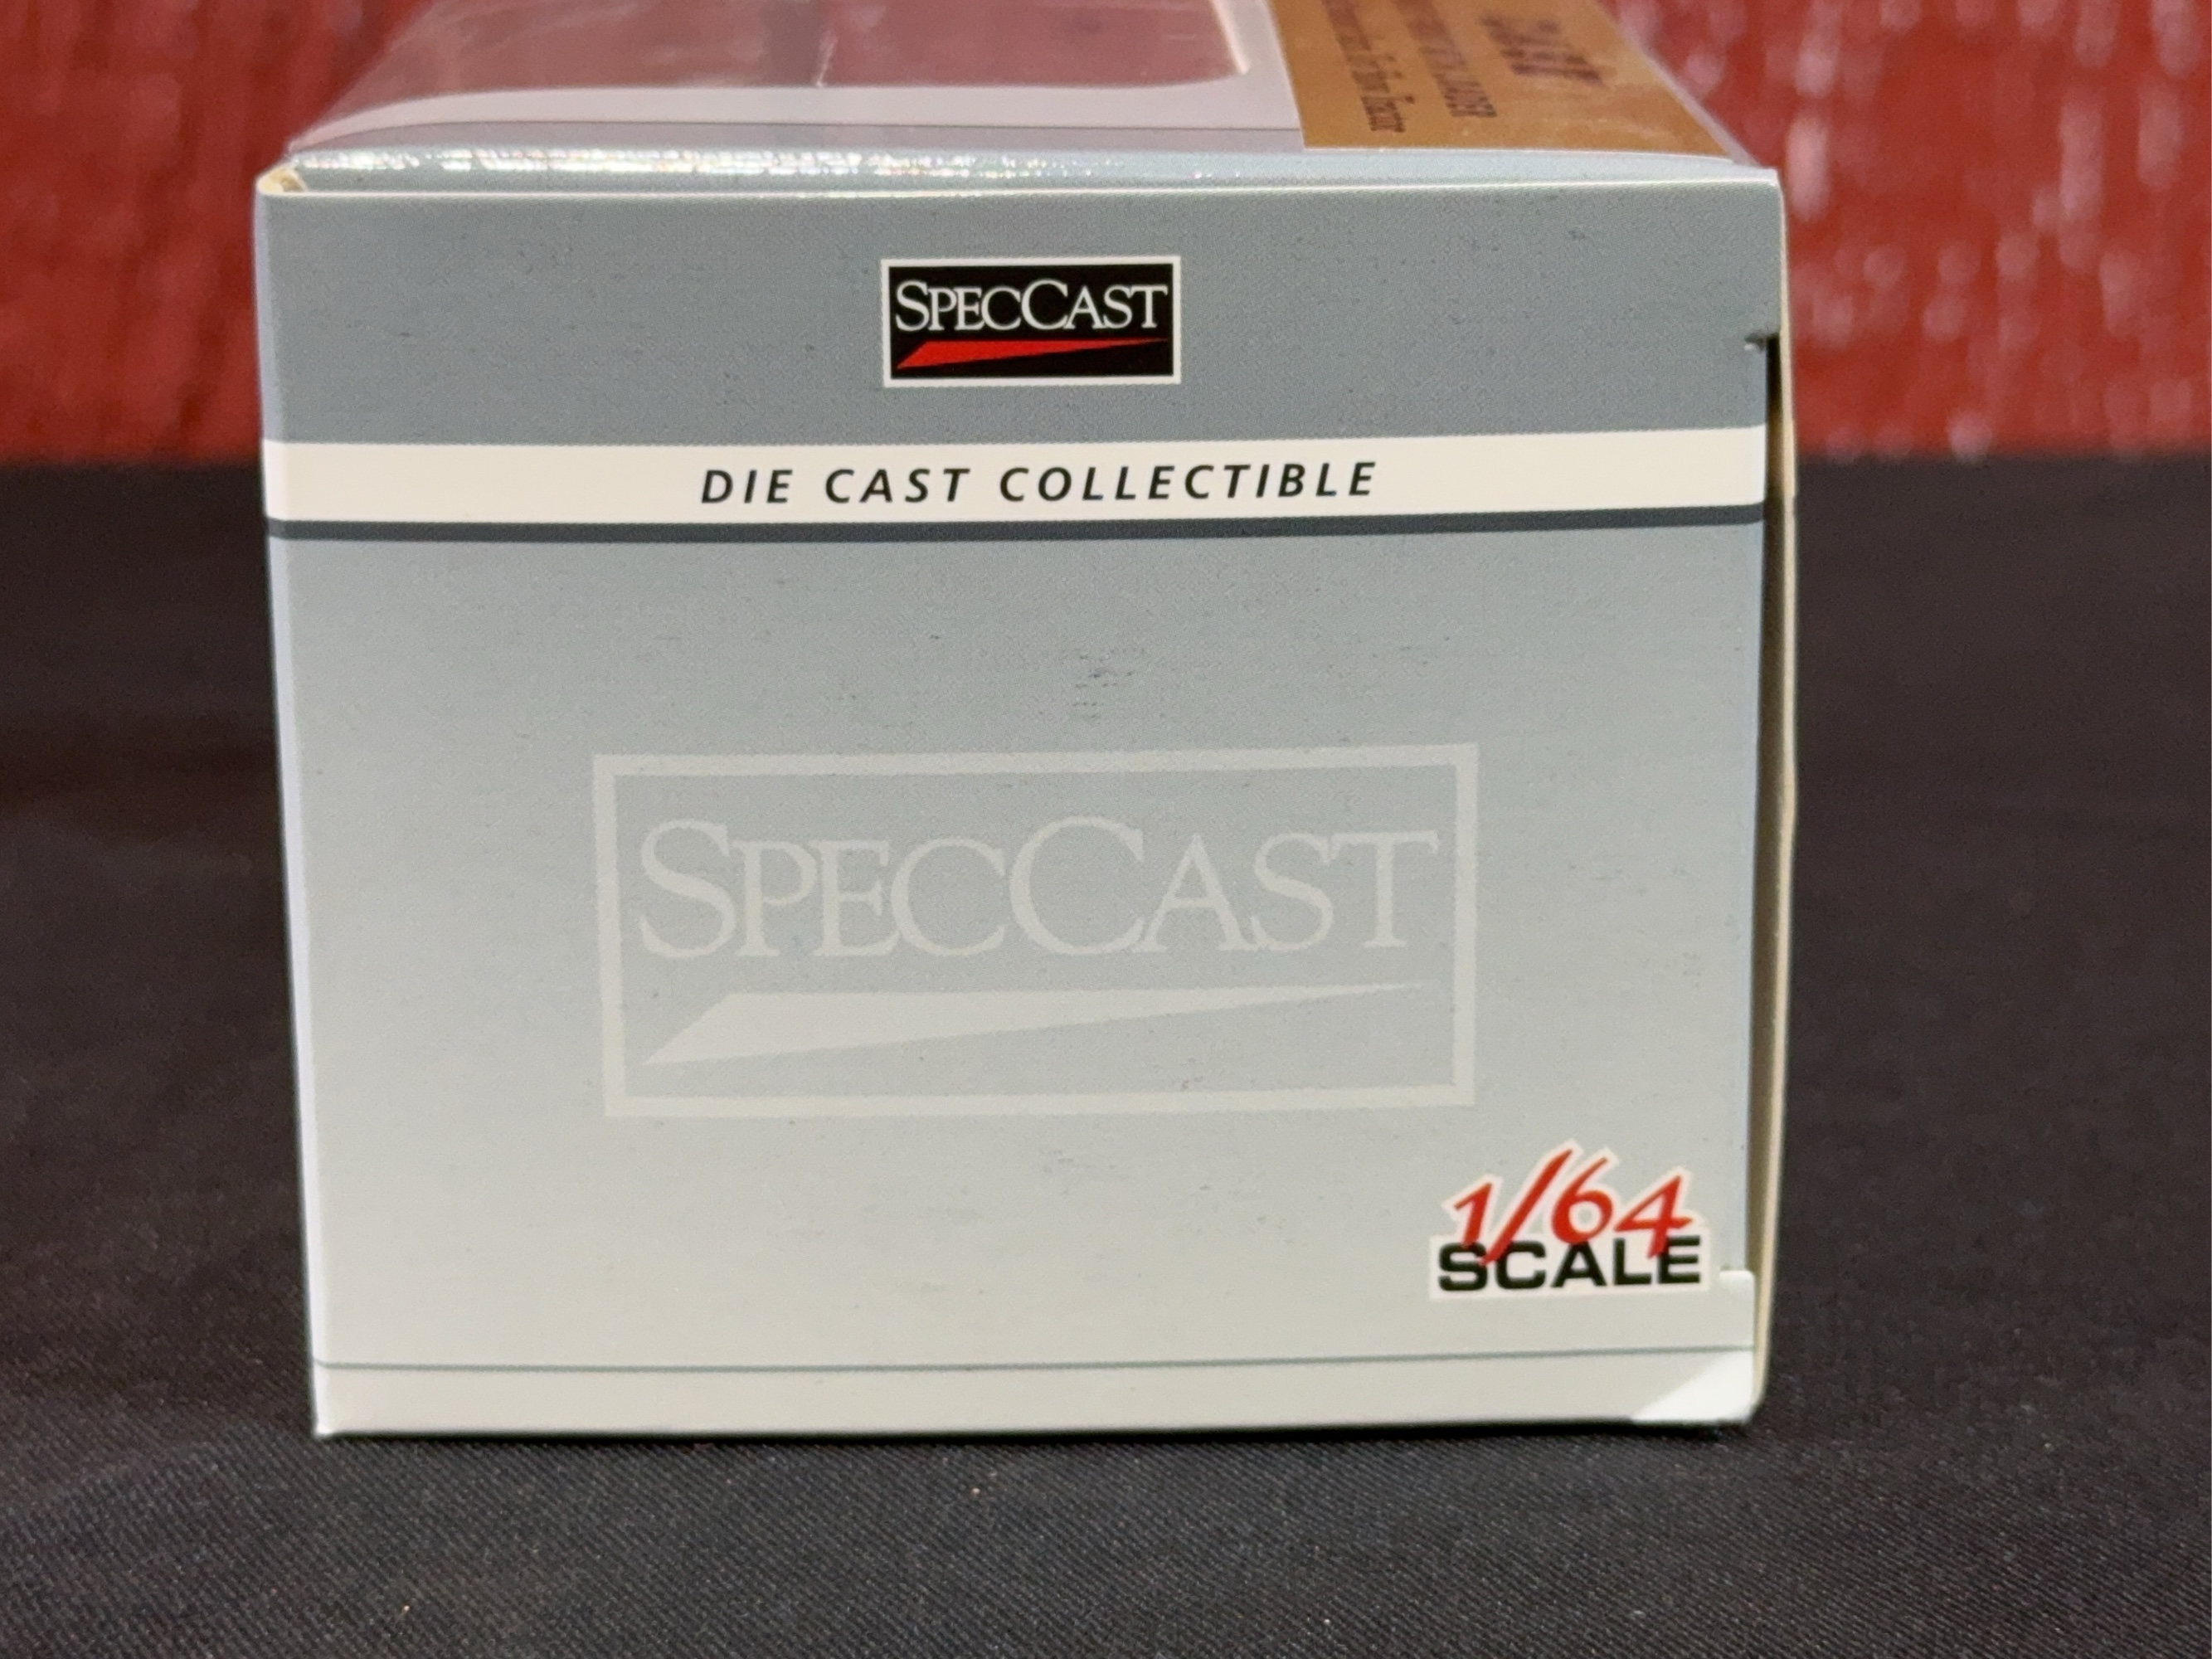 SPECCAST
DIE CAST COLLECTIBLE
SPECCAST
1/64
SCALE